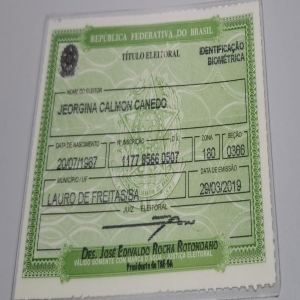 REPÚBLICA FEDERATIVA DO BRASIL
TÍTULO ELEITORAL
IDENTIFICAÇÃO BIOMÉTRICA
NOME DO ELEITOR
JEORGINA CALMON CANEDO
DATA DE NASCIMENTO Nº INSCRIÇÃO D.V. ZONA SEÇÃO
20/07/1987 1177 8566 0507 180 0366
MUNICÍPIO / UF DATA DE EMISSÃO
LAURO DE FREITAS/BA 29/03/2019
JUIZ ELEITORAL
Des. José Edivaldo Rocha Rotondano
Presidente do TRE-BA
VÁLIDO SOMENTE COM JUSTIÇA ELEITORAL